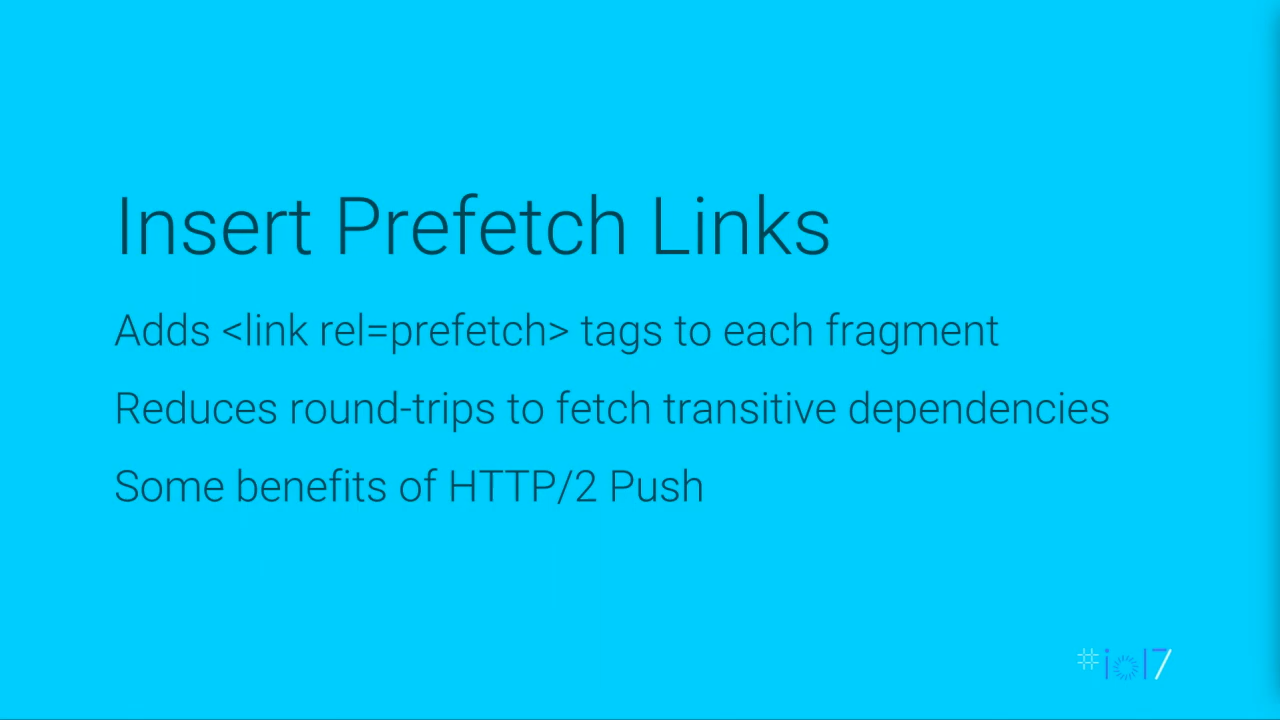 Insert Prefetch Links
Adds <link rel=prefetch> tags to each fragment
Reduces round-trips to fetch transitive dependencies
Some benefits of HTTP/2 Push
#io17